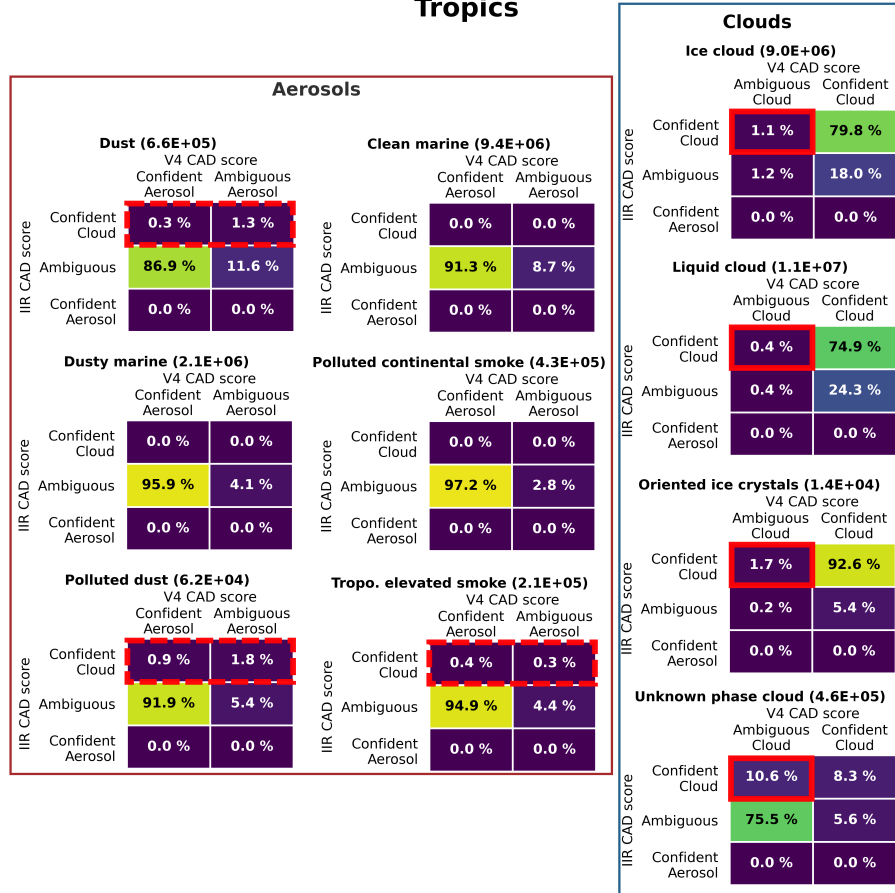 Tropics
Aerosols
Dust (6.6E+05)
V4 CAD score
Confident Aerosol
Ambiguous Aerosol
IIR CAD score
Confident Cloud
0.3 %
1.3 %
Ambiguous
86.9 %
11.6 %
Confident Aerosol
0.0 %
0.0 %
Clean marine (9.4E+06)
V4 CAD score
Confident Aerosol
Ambiguous Aerosol
IIR CAD score
0.0 %
0.0 %
91.3 %
8.7 %
0.0 %
0.0 %
Confident Cloud
Ambiguous
Confident Aerosol
Dusty marine (2.1E+06)
V4 CAD score
Confident Aerosol
Ambiguous Aerosol
IIR CAD score
Confident Cloud
0.0 %
0.0 %
Ambiguous
95.9 %
4.1 %
Confident Aerosol
0.0 %
0.0 %
Polluted continental smoke (4.3E+05)
V4 CAD score
Confident Aerosol
Ambiguous Aerosol
IIR CAD score
Confident Cloud
0.0 %
0.0 %
Ambiguous
97.2 %
2.8 %
Confident Aerosol
0.0 %
0.0 %
Polluted dust (6.2E+04)
V4 CAD score
Confident Aerosol
Ambiguous Aerosol
IIR CAD score
Confident Cloud
0.9 %
1.8 %
Ambiguous
91.9 %
5.4 %
Confident Aerosol
0.0 %
0.0 %
Tropo. elevated smoke (2.1E+05)
V4 CAD score
Confident Aerosol
Ambiguous Aerosol
IIR CAD score
Confident Cloud
0.4 %
0.3 %
Ambiguous
94.9 %
4.4 %
Confident Aerosol
0.0 %
0.0 %
Clouds
Ice cloud (9.0E+06)
V4 CAD score
Ambiguous Cloud
Confident Cloud
IIR CAD score
Confident Cloud
1.1 %
79.8 %
Ambiguous
1.2 %
18.0 %
Confident Aerosol
0.0 %
0.0 %
Liquid cloud (1.1E+07)
V4 CAD score
Ambiguous Cloud
Confident Cloud
IIR CAD score
Confident Cloud
0.4 %
74.9 %
Ambiguous
0.4 %
24.3 %
Confident Aerosol
0.0 %
0.0 %
Oriented ice crystals (1.4E+04)
V4 CAD score
Ambiguous Cloud
Confident Cloud
IIR CAD score
Confident Cloud
1.7 %
92.6 %
Ambiguous
0.2 %
5.4 %
Confident Aerosol
0.0 %
0.0 %
Unknown phase cloud (4.6E+05)
V4 CAD score
Ambiguous Cloud
Confident Cloud
IIR CAD score
Confident Cloud
10.6 %
8.3 %
Ambiguous
75.5 %
5.6 %
Confident Aerosol
0.0 %
0.0 %